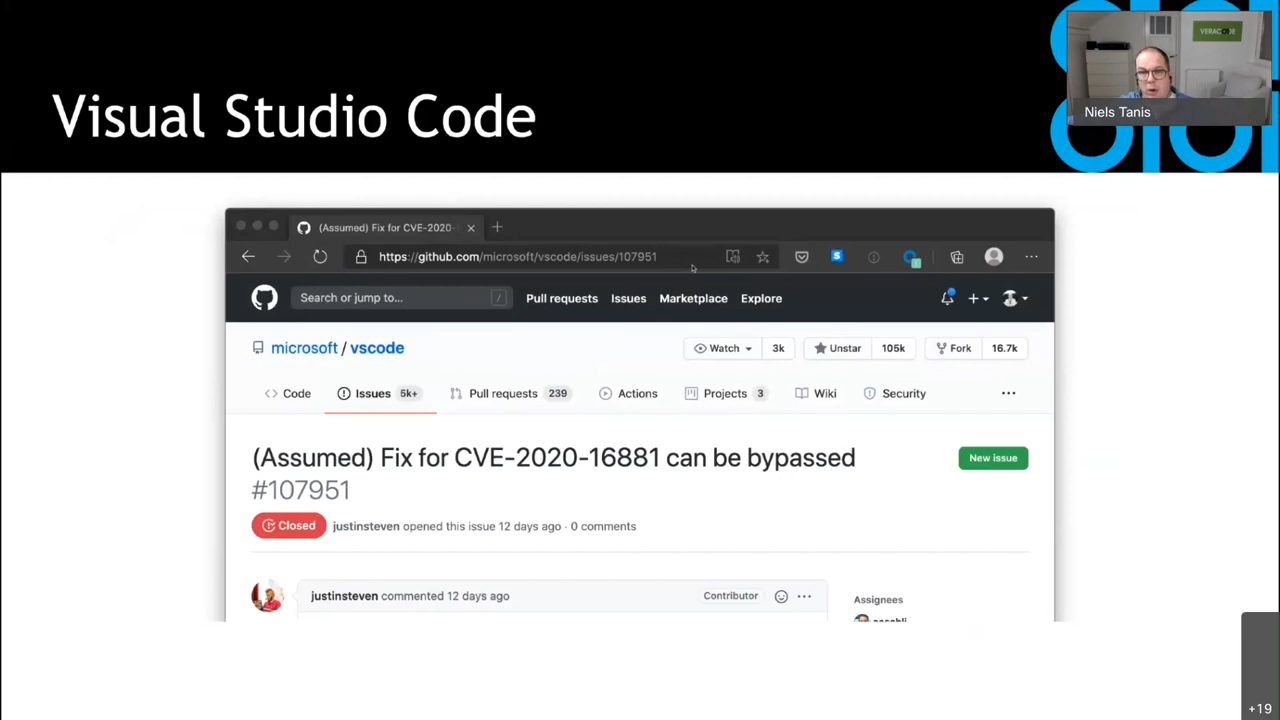 Visual Studio Code
VERACODE
Niels Tanis
(Assumed) Fix for CVE-2020-
https://github.com/microsoft/vscode/issues/107951
Search or jump to...
/
Pull requests
Issues
Marketplace
Explore
microsoft / vscode
Watch
3k
Unstar
105k
Fork
16.7k
Code
Issues
5k+
Pull requests
239
Actions
Projects
3
Wiki
Security
(Assumed) Fix for CVE-2020-16881 can be bypassed
#107951
New issue
Closed
justinsteven opened this issue 12 days ago · 0 comments
justinsteven commented 12 days ago
Contributor
Assignees
+19